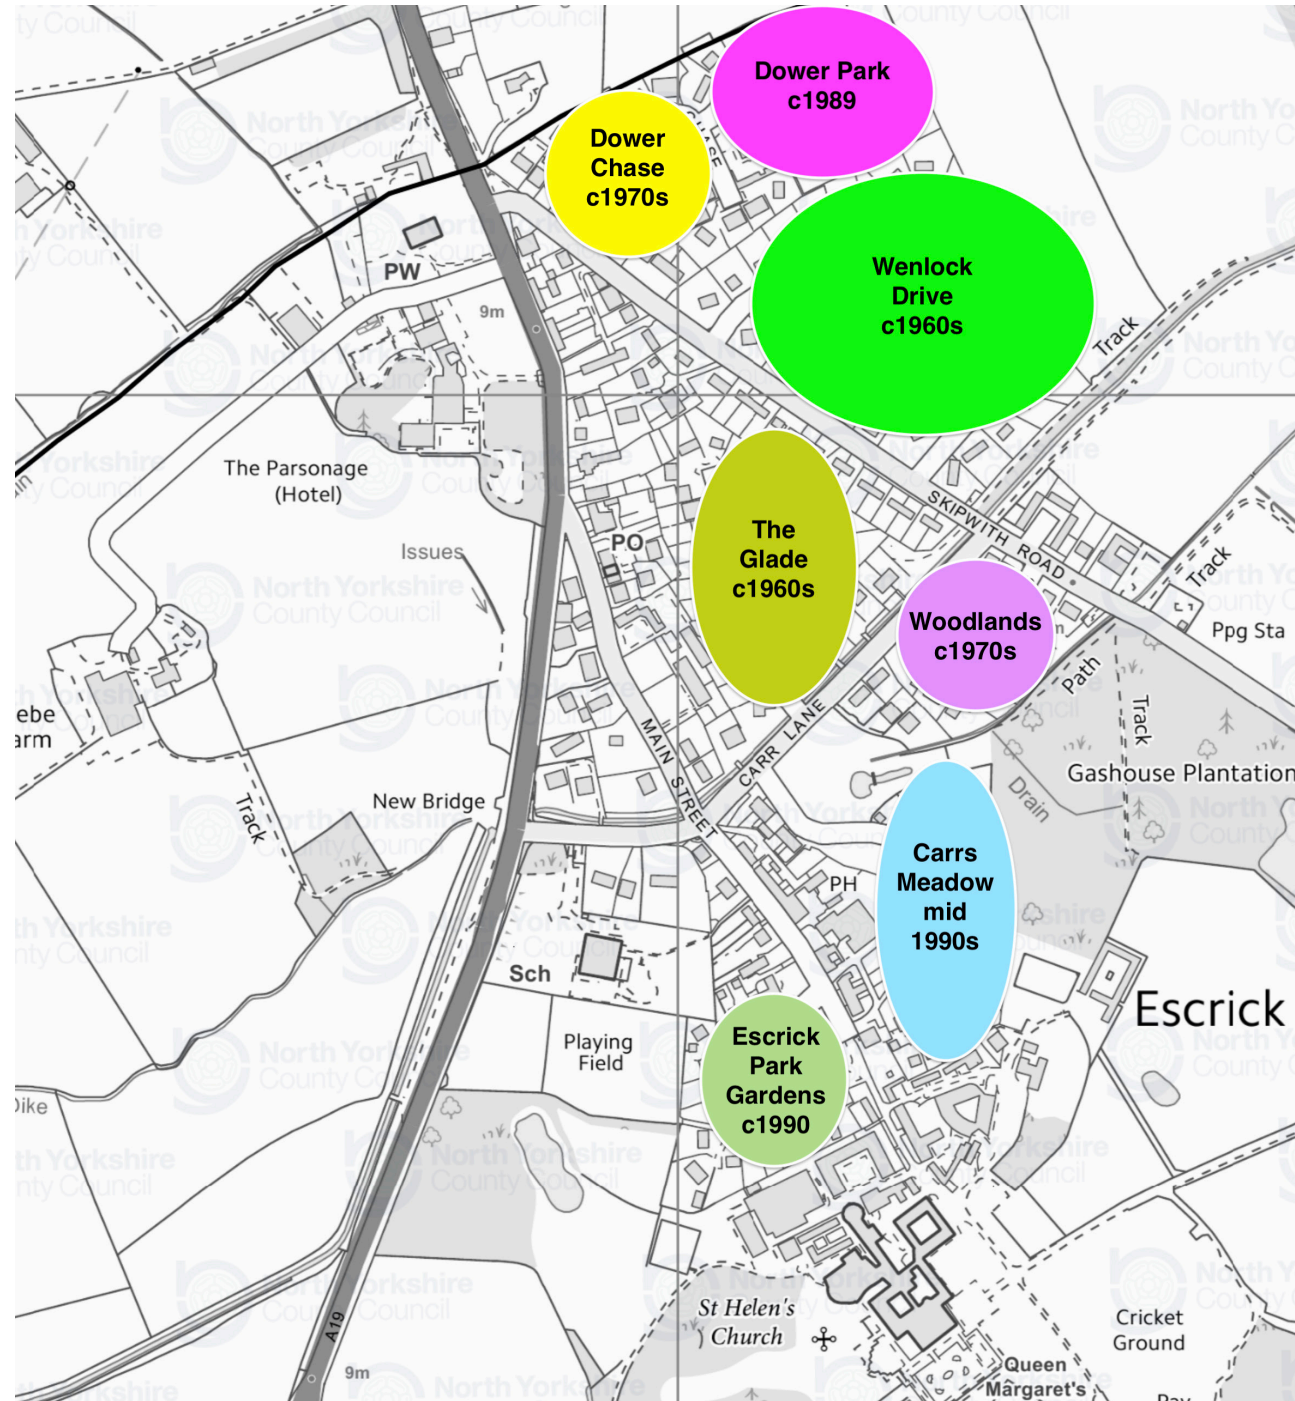 Dower Park
c1989
Dower
Chase
c1970s
Wenlock
Drive
c1960s
PW
9m
Track
The Parsonage
(Hotel)
Issues
PO
The
Glade
c1960s
SKIPWITH ROAD
Track
Woodlands
c1970s
Ppg Sta
Path
Track
ebe
arm
MAIN STREET
CARR LANE
Gashouse Plantation
Drain
New Bridge
Track
Carrs
Meadow
mid
1990s
PH
Sch
Escrick
Playing
Field
Escrick
Park
Gardens
c1990
Dike
St Helen's
Church
A19
Cricket
Ground
9m
Queen
Margaret's
North Yorkshire
County Council